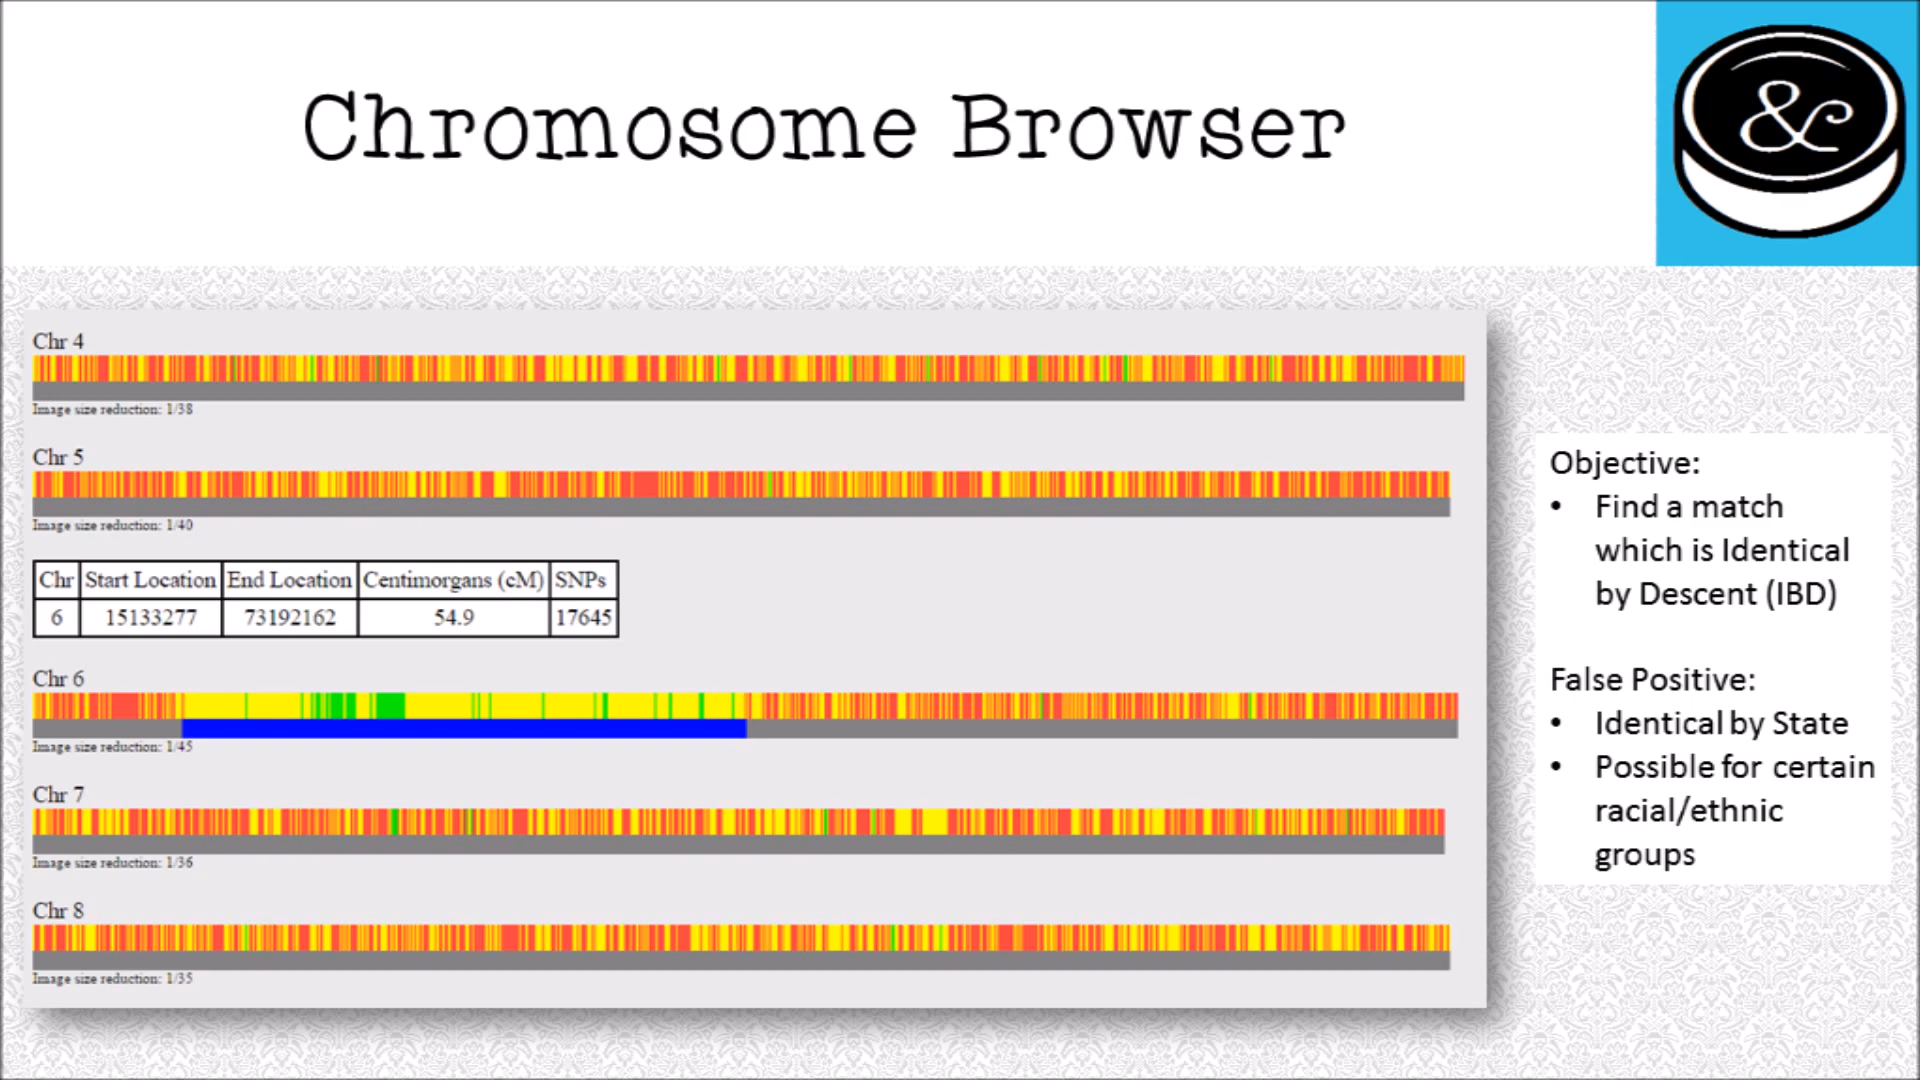 Chromosome Browser
&
Chr 4
Image size reduction: 1/38
Chr 5
Image size reduction: 1/40
Chr Start Location End Location Centimorgans (cM) SNPs
6 15133277 73192162 54.9 17645
Chr 6
Image size reduction: 1/45
Chr 7
Image size reduction: 1/36
Chr 8
Image size reduction: 1/35
Objective:
• Find a match
which is Identical
by Descent (IBD)
False Positive:
• Identical by State
• Possible for certain
racial/ethnic
groups